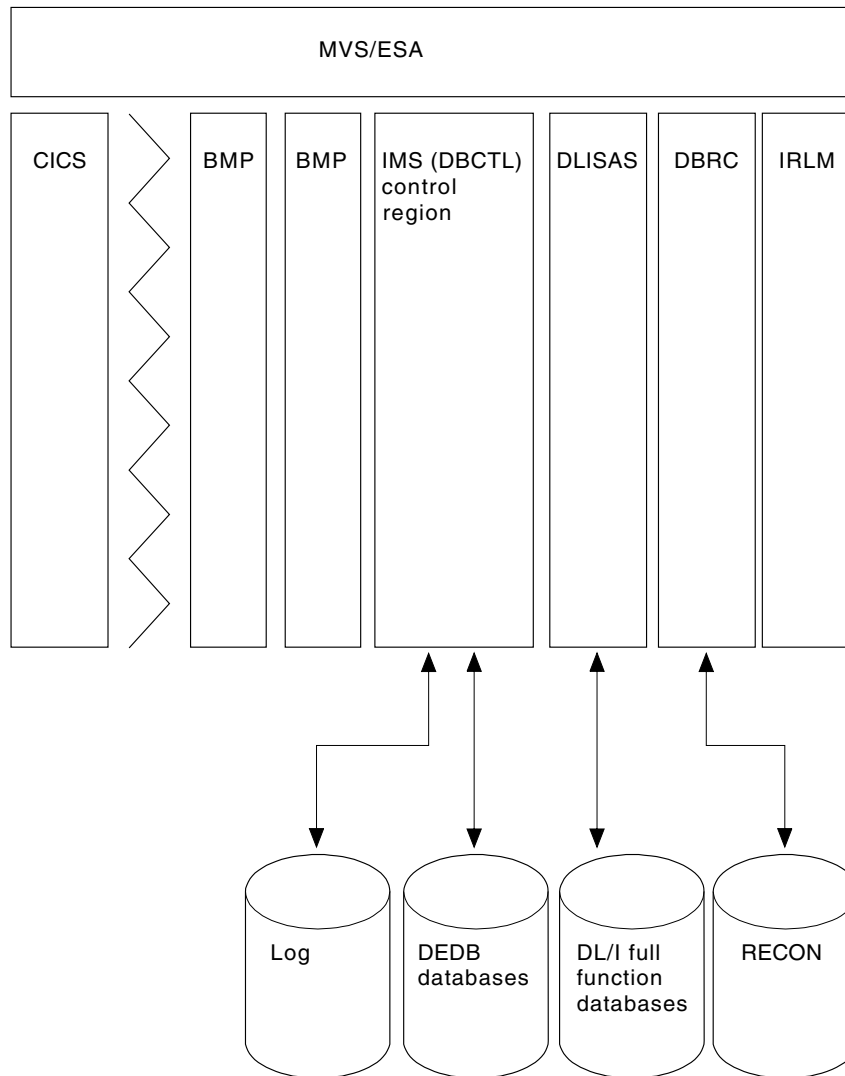 MVS/ESA
CICS
BMP
BMP
IMS (DBCTL)
control
region
DLISAS
DBRC
IRLM
Log
DEDB
databases
DL/I full
function
databases
RECON